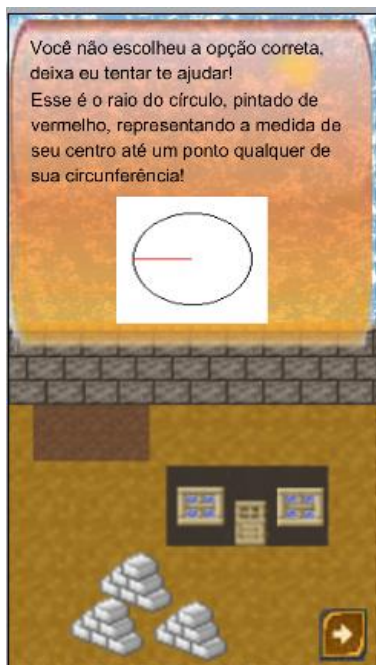 Você não escolheu a opção correta,
deixa eu tentar te ajudar!
Esse é o raio do círculo, pintado de
vermelho, representando a medida de
seu centro até um ponto qualquer de
sua circunferência!